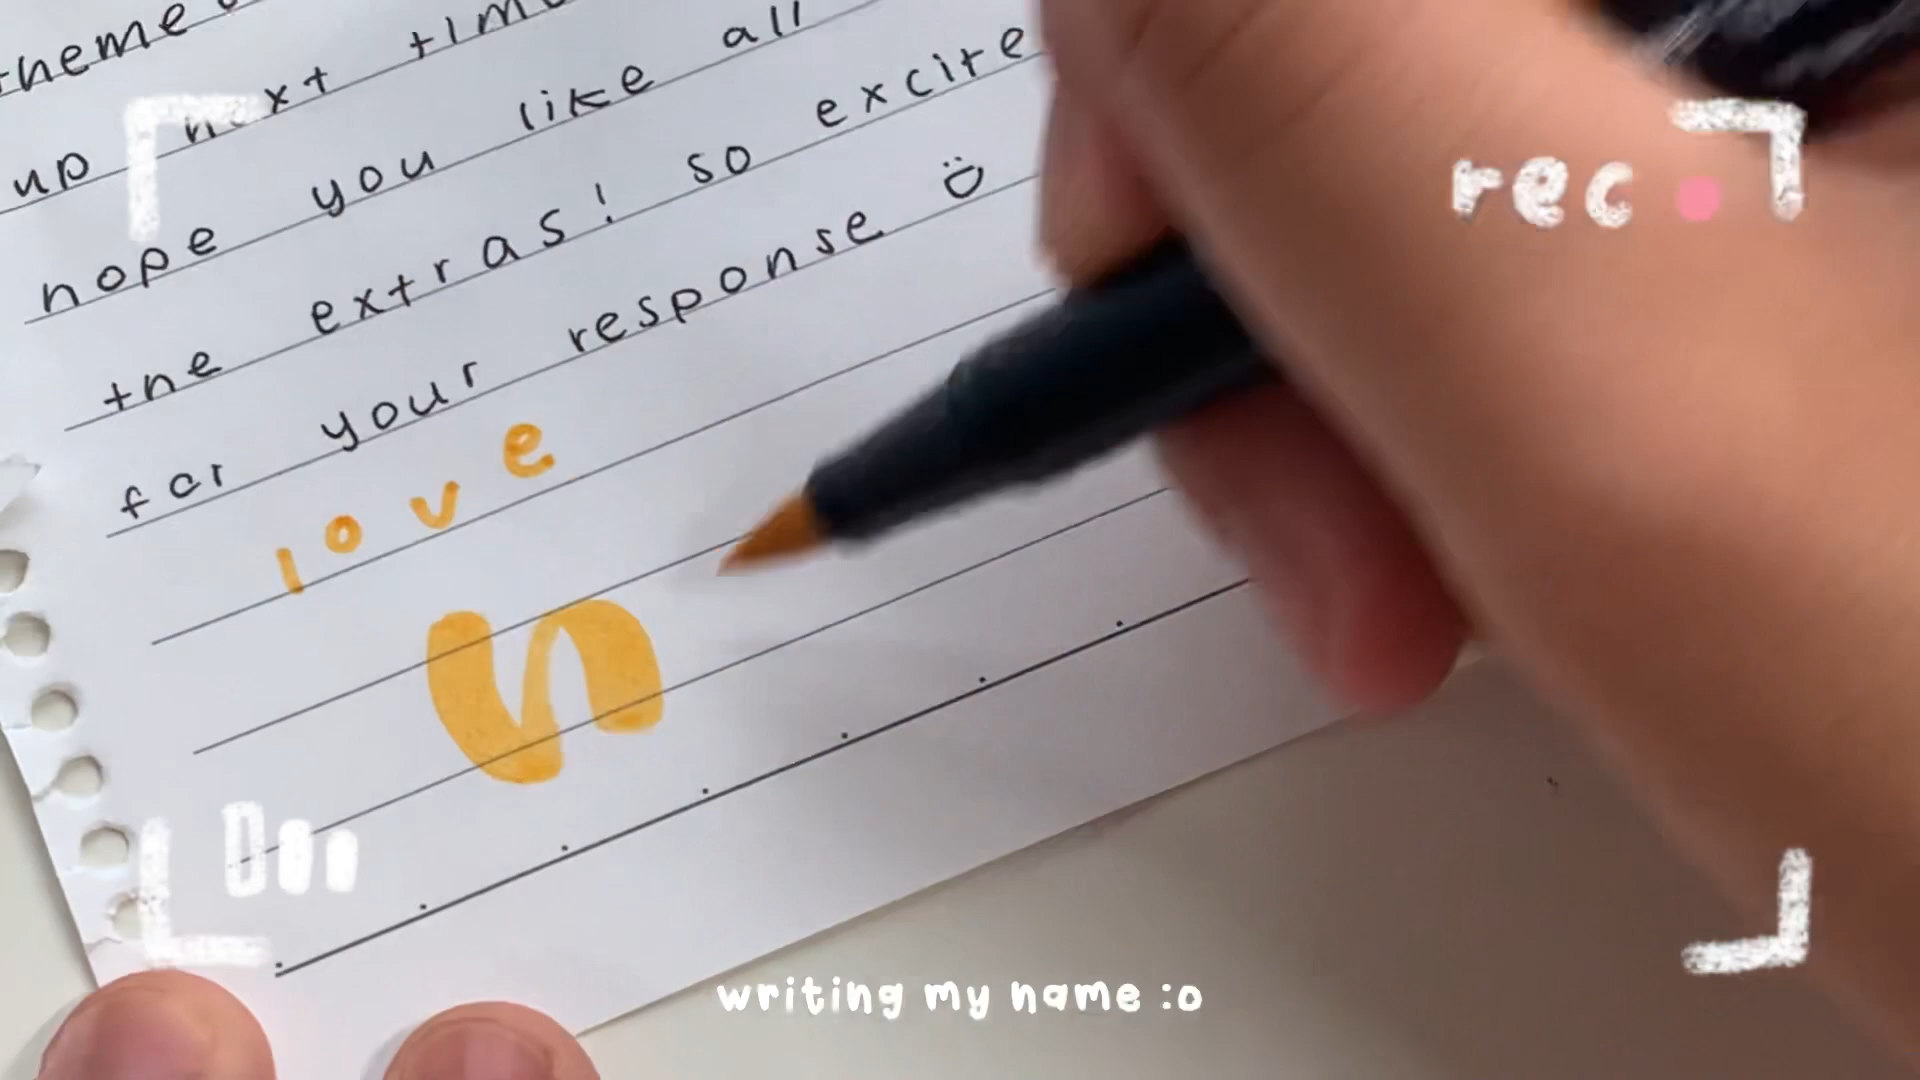 theme
up next time
hope you like all
the extras! so excite
for your response
love
n
rec
writing my name :o